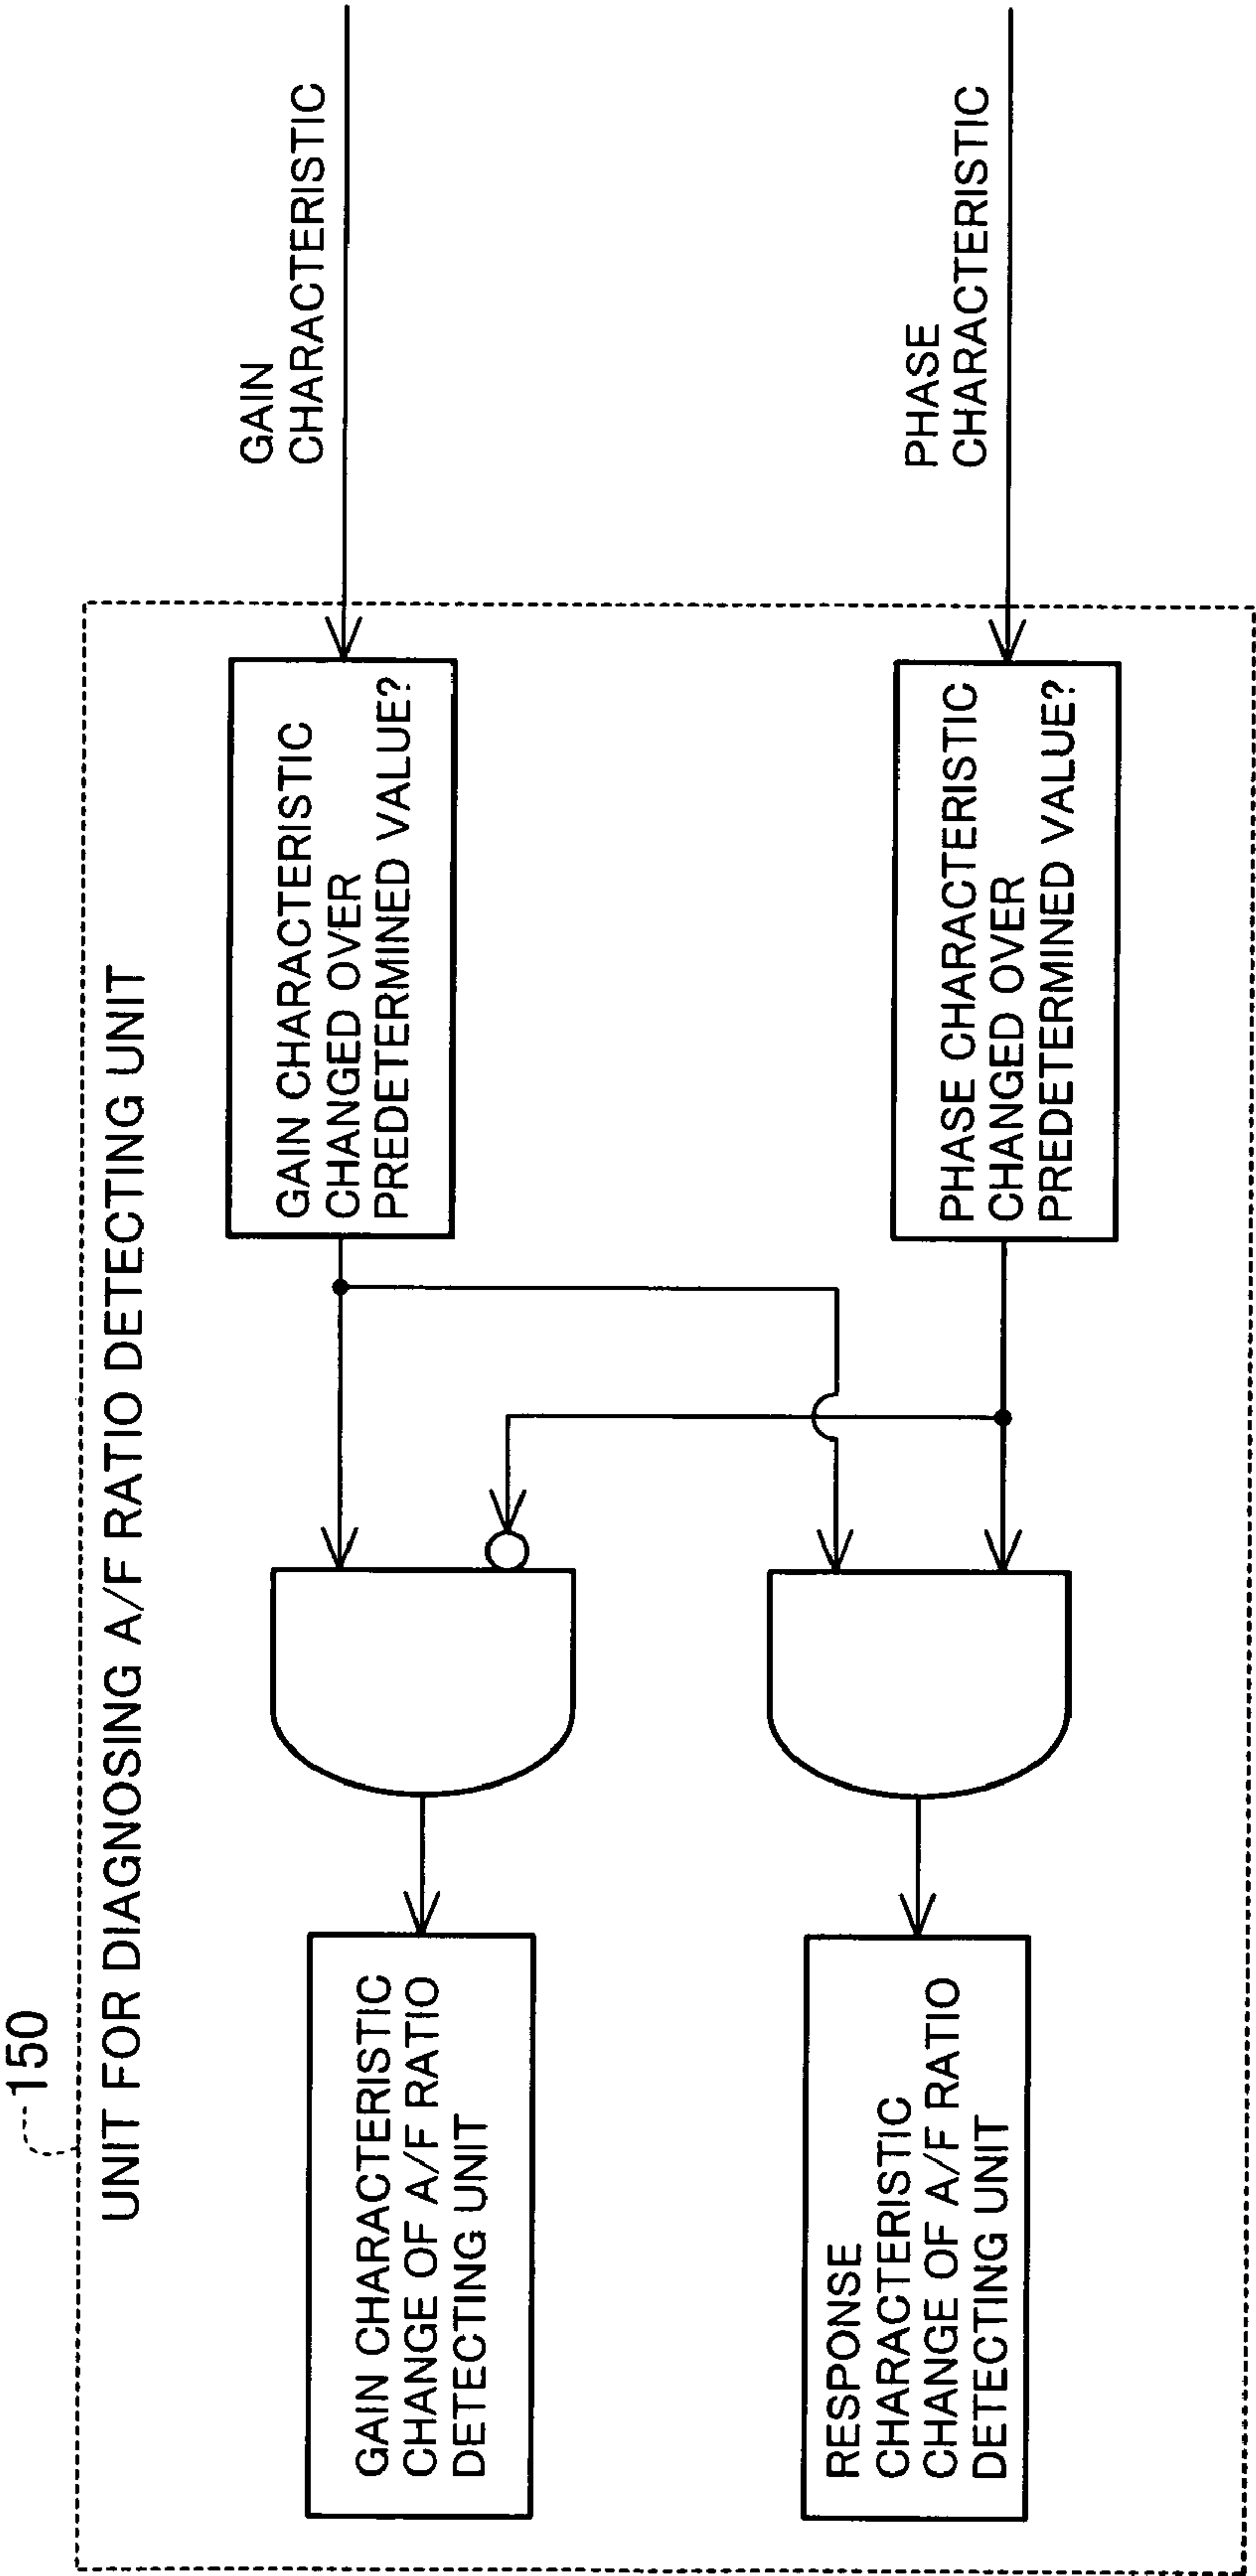 150
UNIT FOR DIAGNOSING A/F RATIO DETECTING UNIT
GAIN
CHARACTERISTIC
GAIN CHARACTERISTIC
CHANGED OVER
PREDETERMINED VALUE?
GAIN CHARACTERISTIC
CHANGE OF A/F RATIO
DETECTING UNIT
PHASE
CHARACTERISTIC
PHASE CHARACTERISTIC
CHANGED OVER
PREDETERMINED VALUE?
RESPONSE
CHARACTERISTIC
CHANGE OF A/F RATIO
DETECTING UNIT